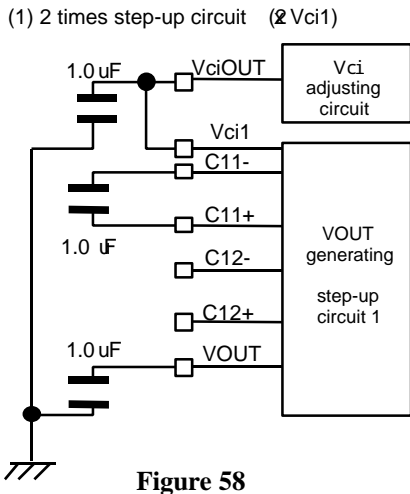 (1) 2 times step-up circuit (2 x Vci1)
1.0 uF
VciOUT
Vci
adjusting
circuit
Vci1
C11-
C11+
1.0 uF
VOUT
generating
step-up
circuit 1
C12-
C12+
1.0 uF
VOUT
Figure 58